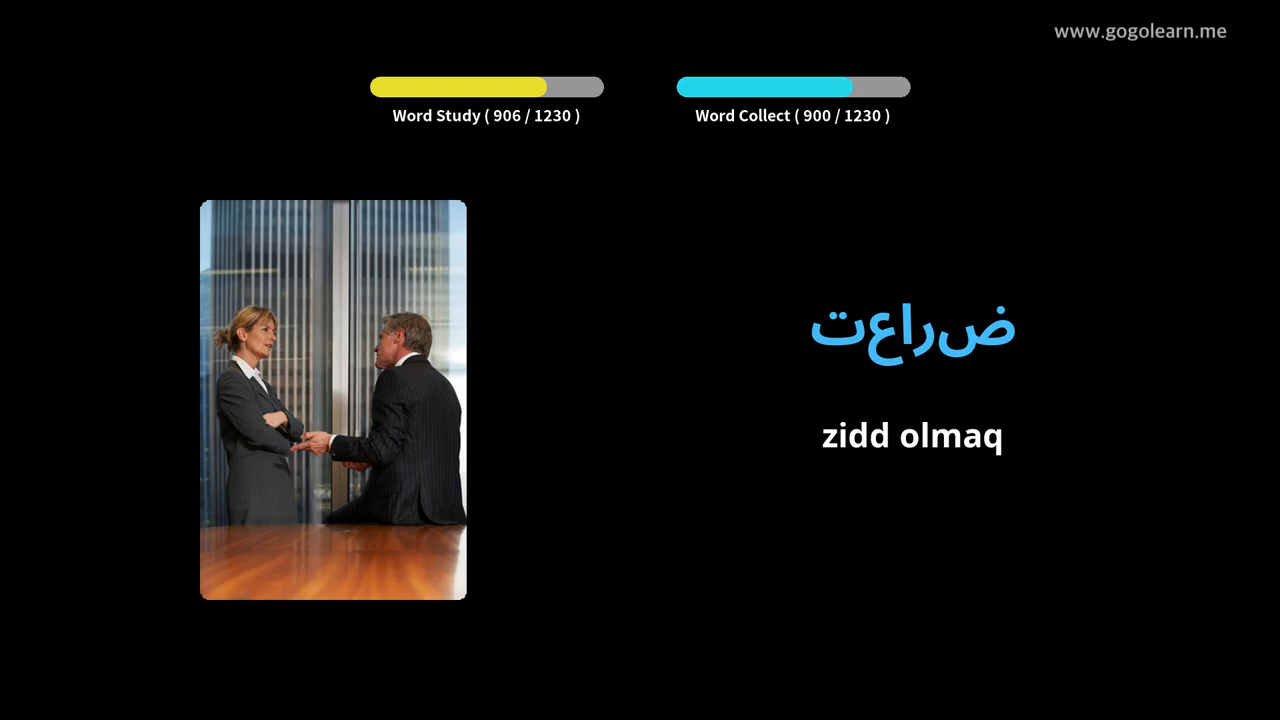 www.gogolearn.me
Word Study ( 906 / 1230 )
Word Collect ( 900 / 1230 )
تعارض
zidd olmaq